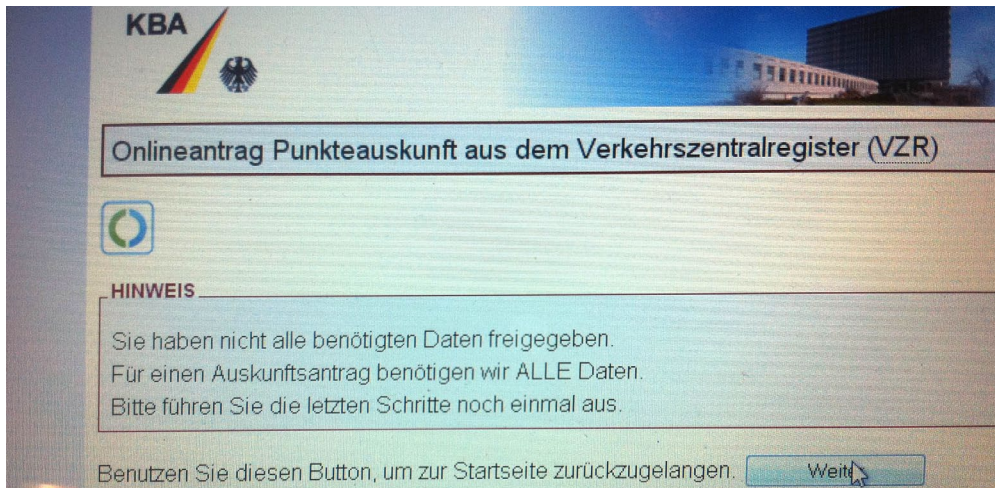 KBA
Onlineantrag Punkteauskunft aus dem Verkehrszentralregister (VZR)
HINWEIS
Sie haben nicht alle benötigten Daten freigegeben.
Für einen Auskunftsantrag benötigen wir ALLE Daten.
Bitte führen Sie die letzten Schritte noch einmal aus.
Benutzen Sie diesen Button, um zur Startseite zurückzugelangen. Weiter